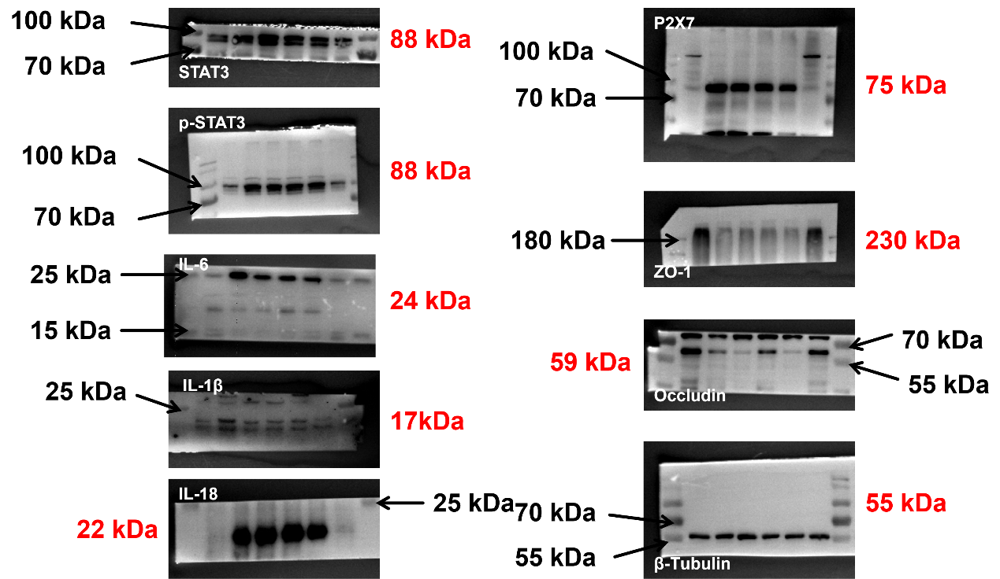 100 kDa
70 kDa
STAT3
88 kDa
p-STAT3
100 kDa
70 kDa
88 kDa
IL-6
25 kDa
15 kDa
24 kDa
IL-1β
25 kDa
17kDa
IL-18
25 kDa
22 kDa
P2X7
100 kDa
70 kDa
75 kDa
180 kDa
ZO-1
230 kDa
59 kDa
70 kDa
55 kDa
Occludin
70 kDa
55 kDa
β-Tubulin
55 kDa